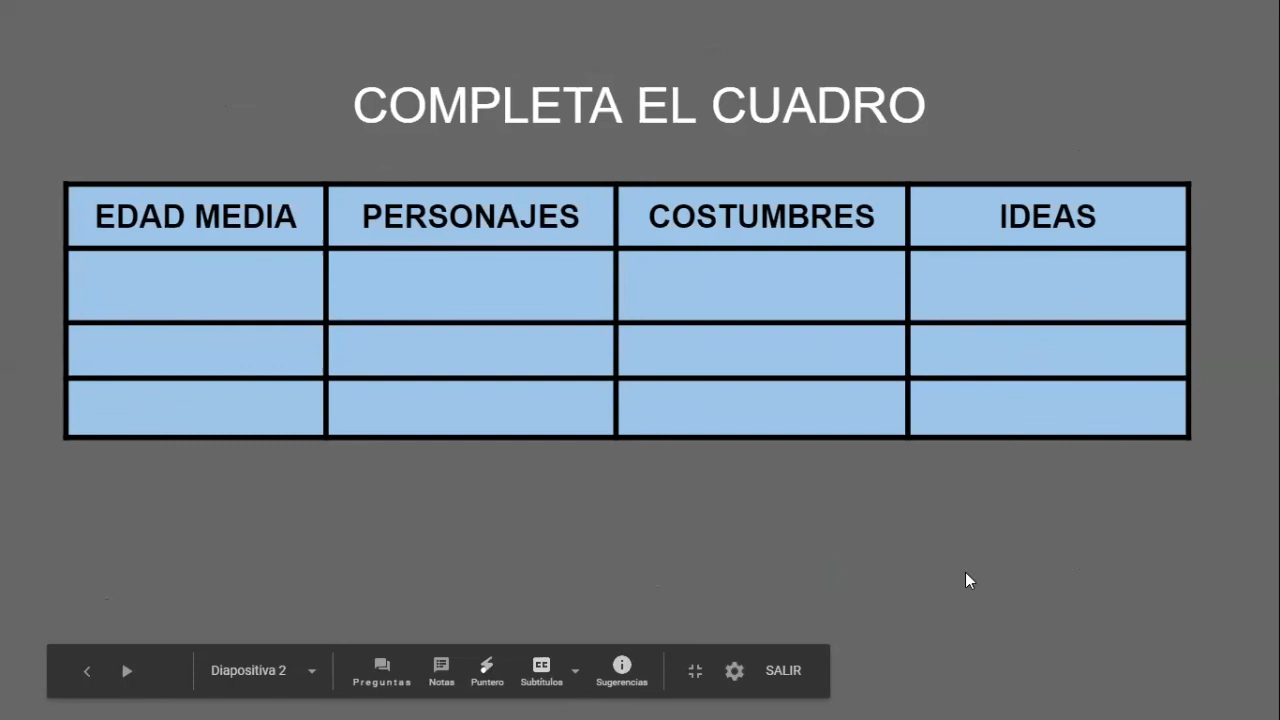 COMPLETA EL CUADRO
EDAD MEDIA PERSONAJES COSTUMBRES IDEAS
Diapositiva 2 Preguntas Notas Puntero Subtítulos Sugerencias SALIR